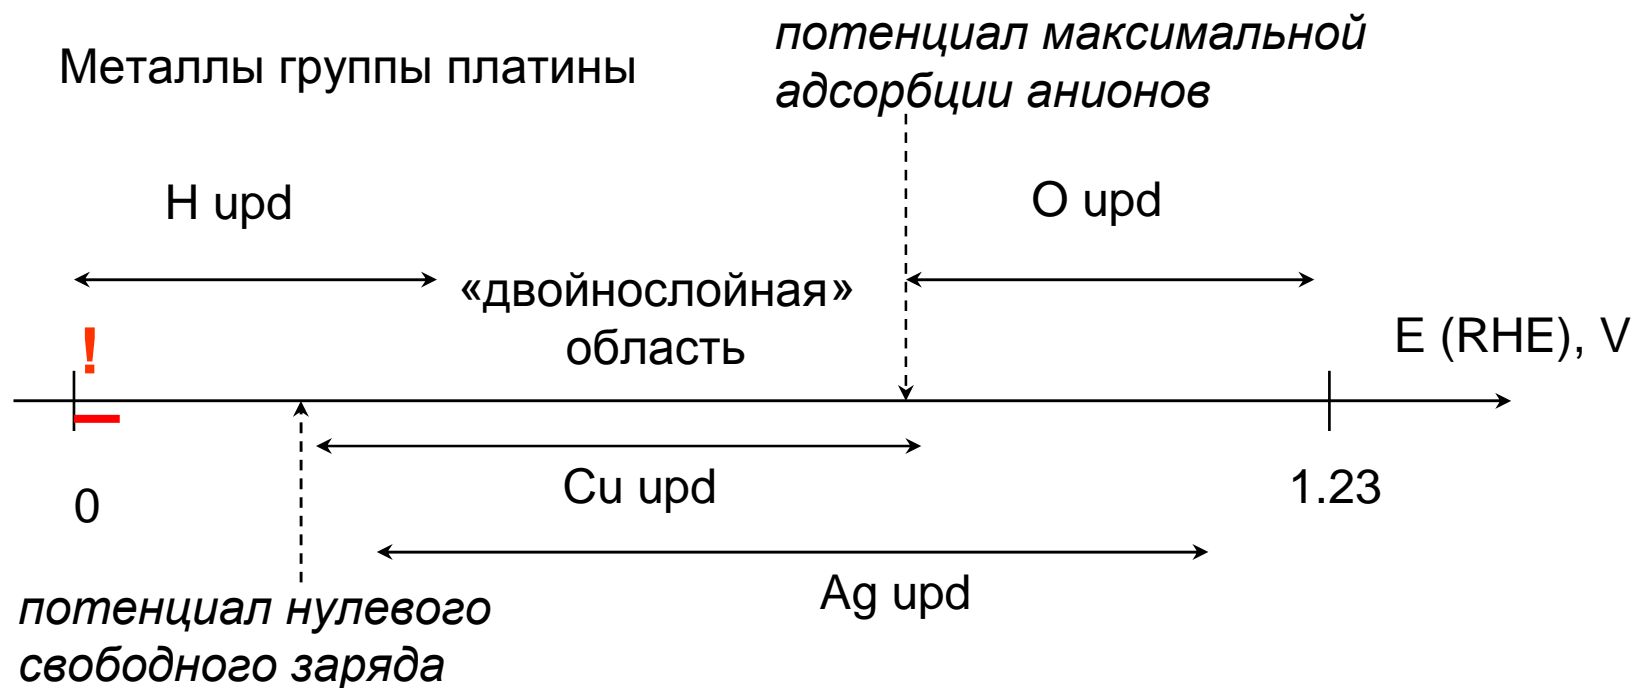 потенциал максимальной
адсорбции анионов
Металлы группы платины
H upd
O upd
«двойнослойная»
область
E (RHE), V
!
Cu upd
0
1.23
Ag upd
потенциал нулевого
свободного заряда